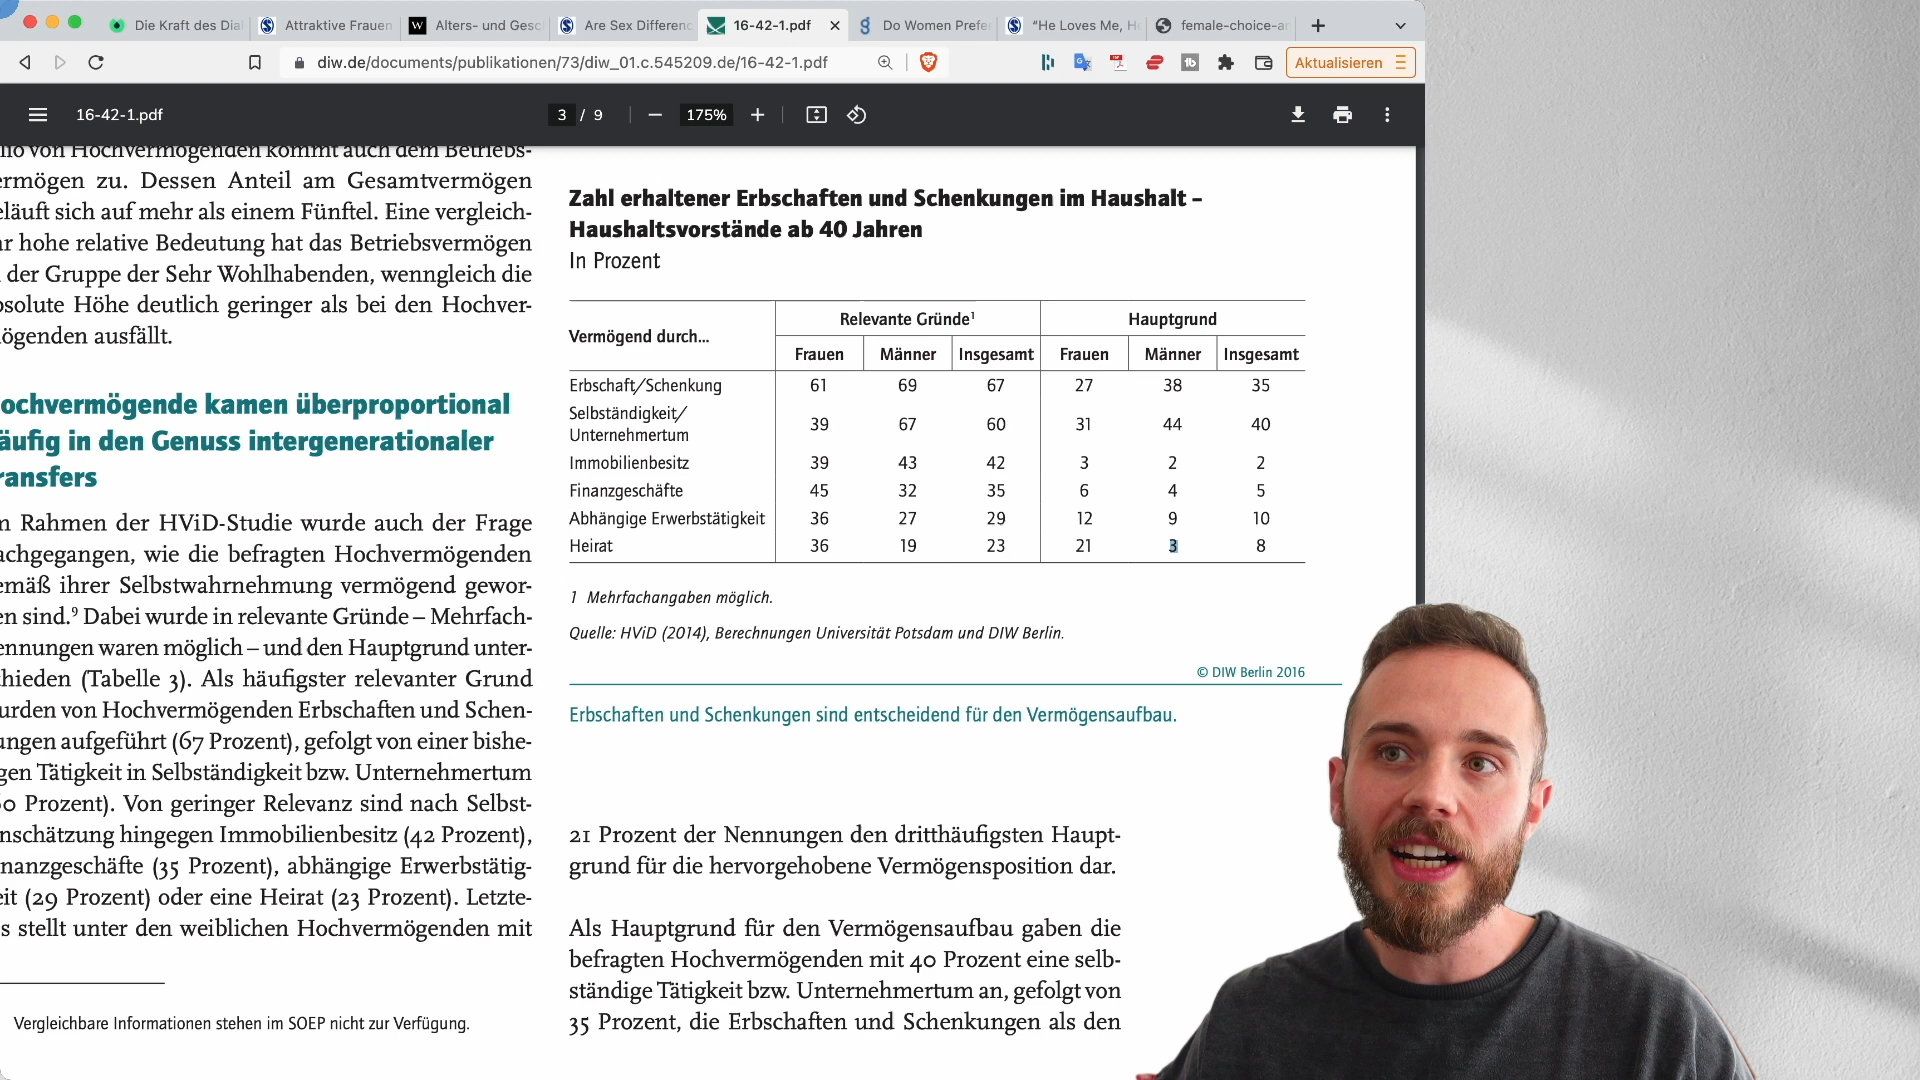 Die Kraft des Dia
Attraktive Frauen
Alters- und Gesc
Are Sex Differenc
16-42-1.pdf
Do Women Prefer
"He Loves Me, He
female-choice-ar
diw.de/documents/publikationen/73/diw_01.c.545209.de/16-42-1.pdf
Aktualisieren
16-42-1.pdf
3 / 9
175%
von Hochvermögenden kommt auch dem Betriebs-
ermögen zu. Dessen Anteil am Gesamtvermögen
eläuft sich auf mehr als einem Fünftel. Eine vergleich-
ar hohe relative Bedeutung hat das Betriebsvermögen
der Gruppe der Sehr Wohlhabenden, wenngleich die
bsolute Höhe deutlich geringer als bei den Hochver-
ögenden ausfällt.
ochvermögende kamen überproportional
äufig in den Genuss intergenerationaler
ransfers
m Rahmen der HViD-Studie wurde auch der Frage
achgegangen, wie die befragten Hochvermögenden
emäß ihrer Selbstwahrnehmung vermögend gewor-
en sind.⁹ Dabei wurde in relevante Gründe – Mehrfach-
ennungen waren möglich – und den Hauptgrund unter-
hieden (Tabelle 3). Als häufigster relevanter Grund
urden von Hochvermögenden Erbschaften und Schen-
ungen aufgeführt (67 Prozent), gefolgt von einer bishe-
gen Tätigkeit in Selbständigkeit bzw. Unternehmertum
60 Prozent). Von geringer Relevanz sind nach Selbst-
nschätzung hingegen Immobilienbesitz (42 Prozent),
nanzgeschäfte (35 Prozent), abhängige Erwerbstätig-
eit (29 Prozent) oder eine Heirat (23 Prozent). Letzte-
s stellt unter den weiblichen Hochvermögenden mit
Vergleichbare Informationen stehen im SOEP nicht zur Verfügung.
Zahl erhaltener Erbschaften und Schenkungen im Haushalt –
Haushaltsvorstände ab 40 Jahren
In Prozent
Vermögend durch... Relevante Gründe¹ Hauptgrund
Frauen Männer Insgesamt Frauen Männer Insgesamt
Erbschaft/Schenkung 61 69 67 27 38 35
Selbständigkeit/
Unternehmertum 39 67 60 31 44 40
Immobilienbesitz 39 43 42 3 2 2
Finanzgeschäfte 45 32 35 6 4 5
Abhängige Erwerbstätigkeit 36 27 29 12 9 10
Heirat 36 19 23 21 3 8
1 Mehrfachangaben möglich.
Quelle: HViD (2014), Berechnungen Universität Potsdam und DIW Berlin.
© DIW Berlin 2016
Erbschaften und Schenkungen sind entscheidend für den Vermögensaufbau.
21 Prozent der Nennungen den dritthäufigsten Haupt-
grund für die hervorgehobene Vermögensposition dar.
Als Hauptgrund für den Vermögensaufbau gaben die
befragten Hochvermögenden mit 40 Prozent eine selb-
ständige Tätigkeit bzw. Unternehmertum an, gefolgt von
35 Prozent, die Erbschaften und Schenkungen als den